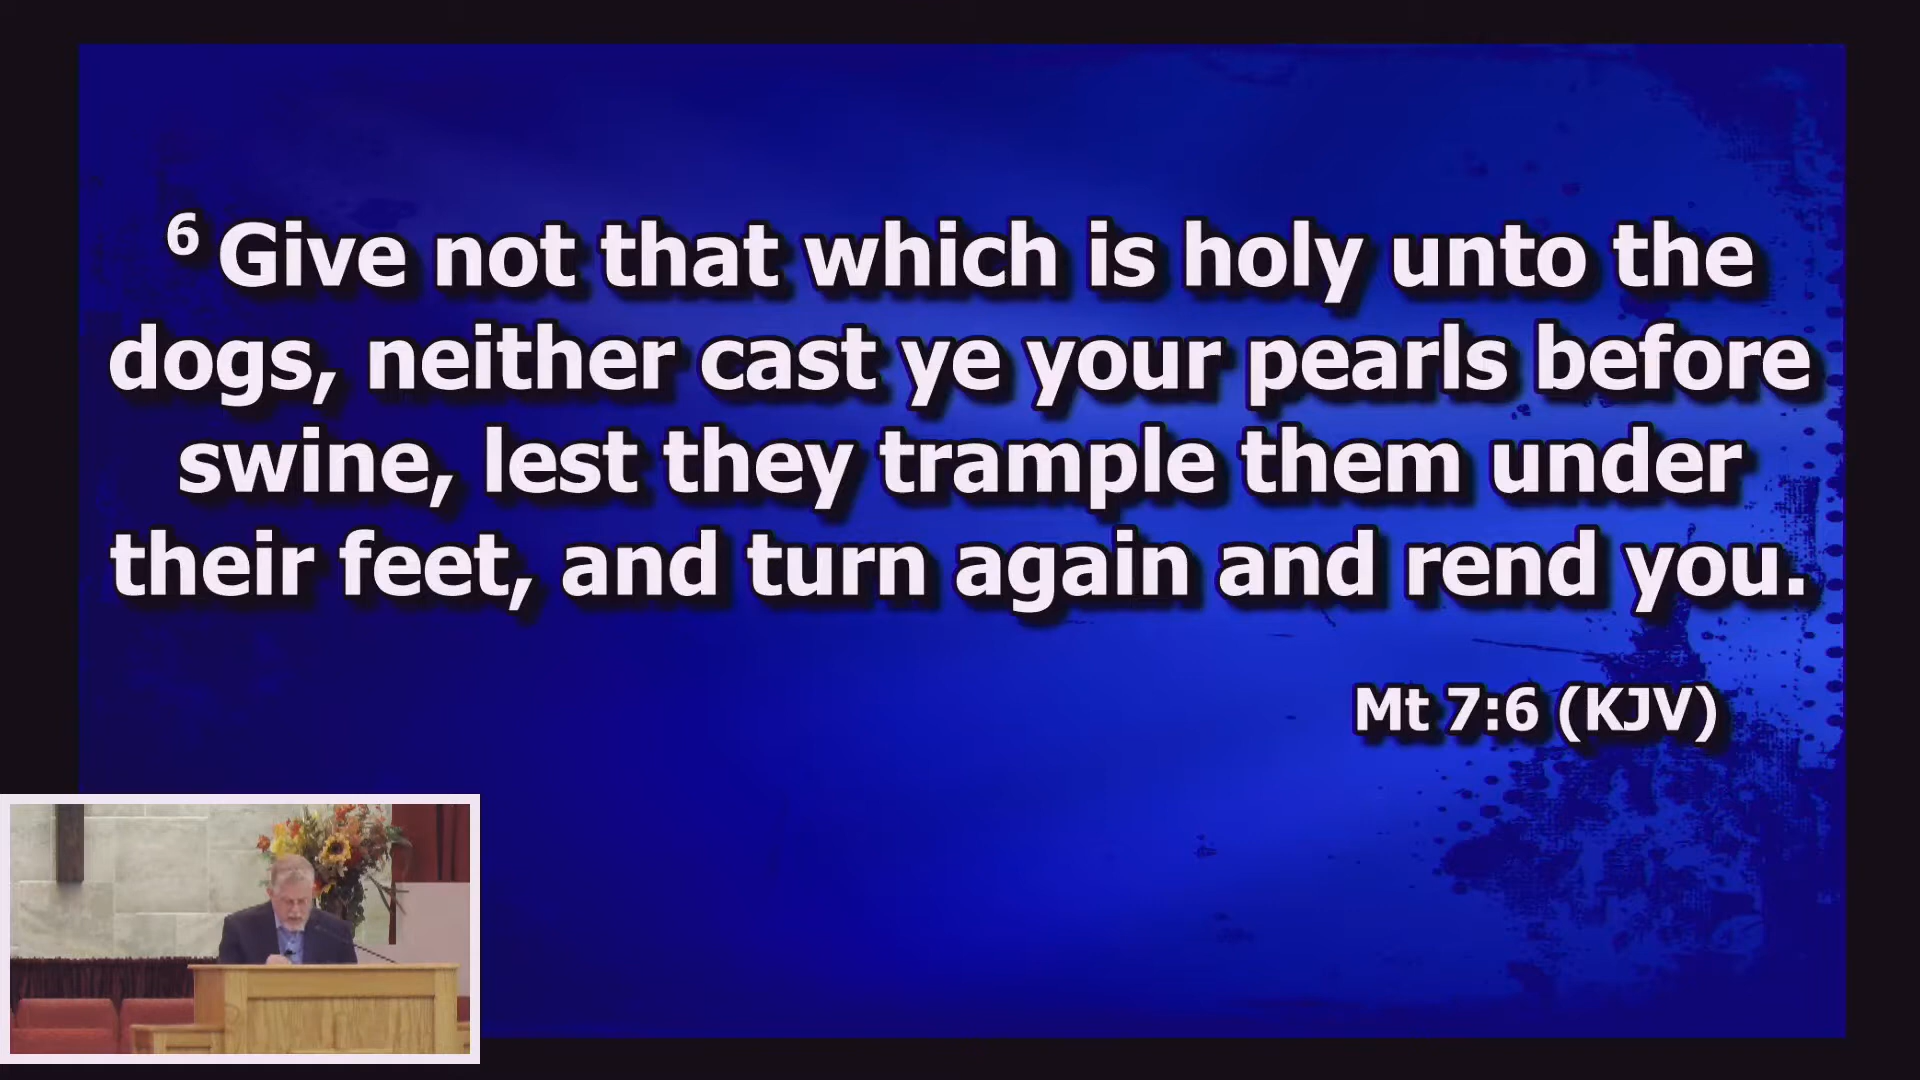 6 Give not that which is holy unto the
dogs, neither cast ye your pearls before
swine, lest they trample them under
their feet, and turn again and rend you.
Mt 7:6 (KJV)